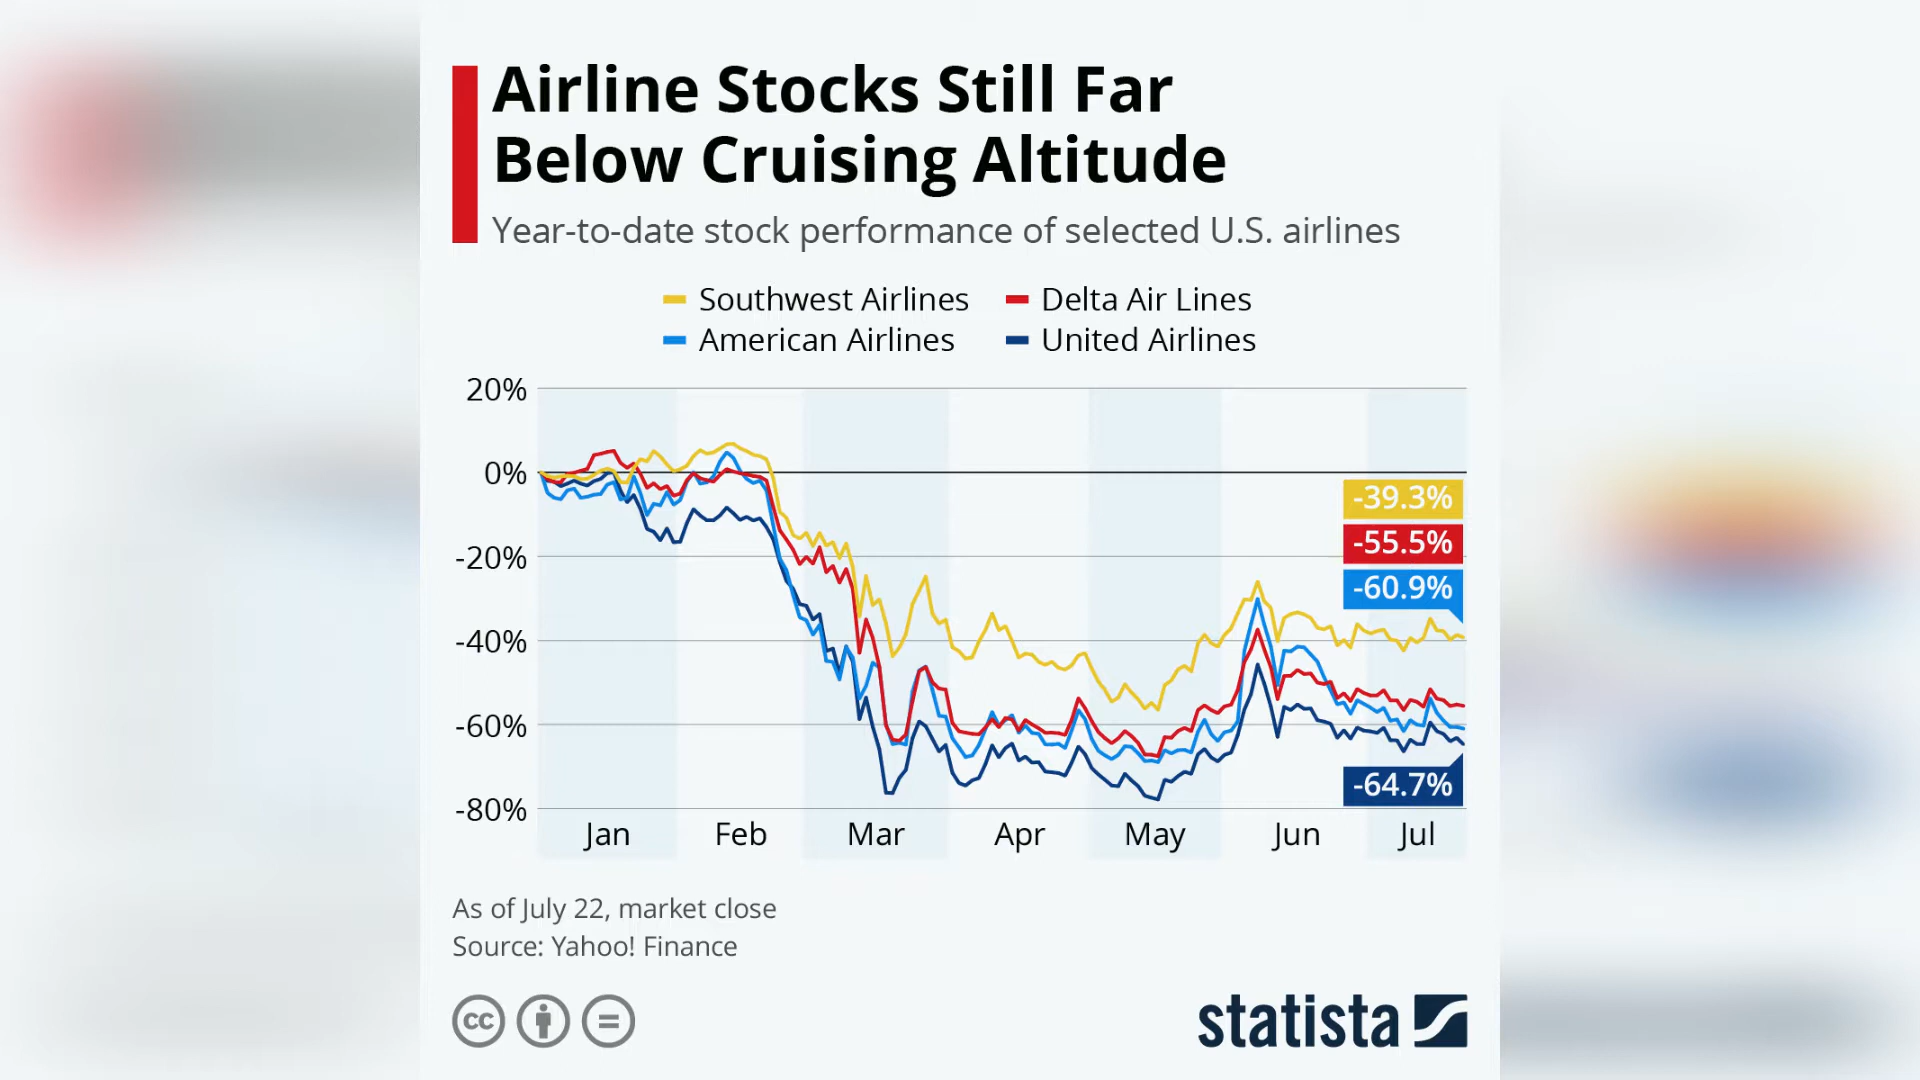 Airline Stocks Still Far
Below Cruising Altitude
Year-to-date stock performance of selected U.S. airlines
Southwest Airlines
Delta Air Lines
American Airlines
United Airlines
20%
0%
-20%
-40%
-60%
-80%
-39.3%
-55.5%
-60.9%
-64.7%
Jan Feb Mar Apr May Jun Jul
As of July 22, market close
Source: Yahoo! Finance
cc
statista